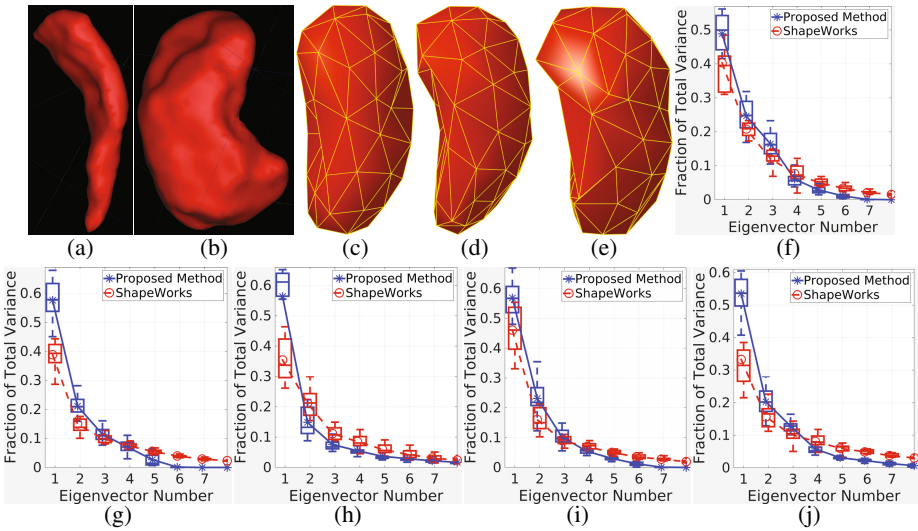 (a)
(b)
(c)
(d)
(e)
Fraction of Total Variance
0.5
0.4
0.3
0.2
0.1
0
Proposed Method
ShapeWorks
1 2 3 4 5 6 7
Eigenvector Number
(f)
Fraction of Total Variance
0.6
0.5
0.4
0.3
0.2
0.1
0
Proposed Method
ShapeWorks
1 2 3 4 5 6 7
Eigenvector Number
(g)
Fraction of Total Variance
0.6
0.5
0.4
0.3
0.2
0.1
0
Proposed Method
ShapeWorks
1 2 3 4 5 6 7
Eigenvector Number
(h)
Fraction of Total Variance
0.6
0.5
0.4
0.3
0.2
0.1
0
Proposed Method
ShapeWorks
1 2 3 4 5 6 7
Eigenvector Number
(i)
Fraction of Total Variance
0.6
0.5
0.4
0.3
0.2
0.1
0
Proposed Method
ShapeWorks
1 2 3 4 5 6 7
Eigenvector Number
(j)